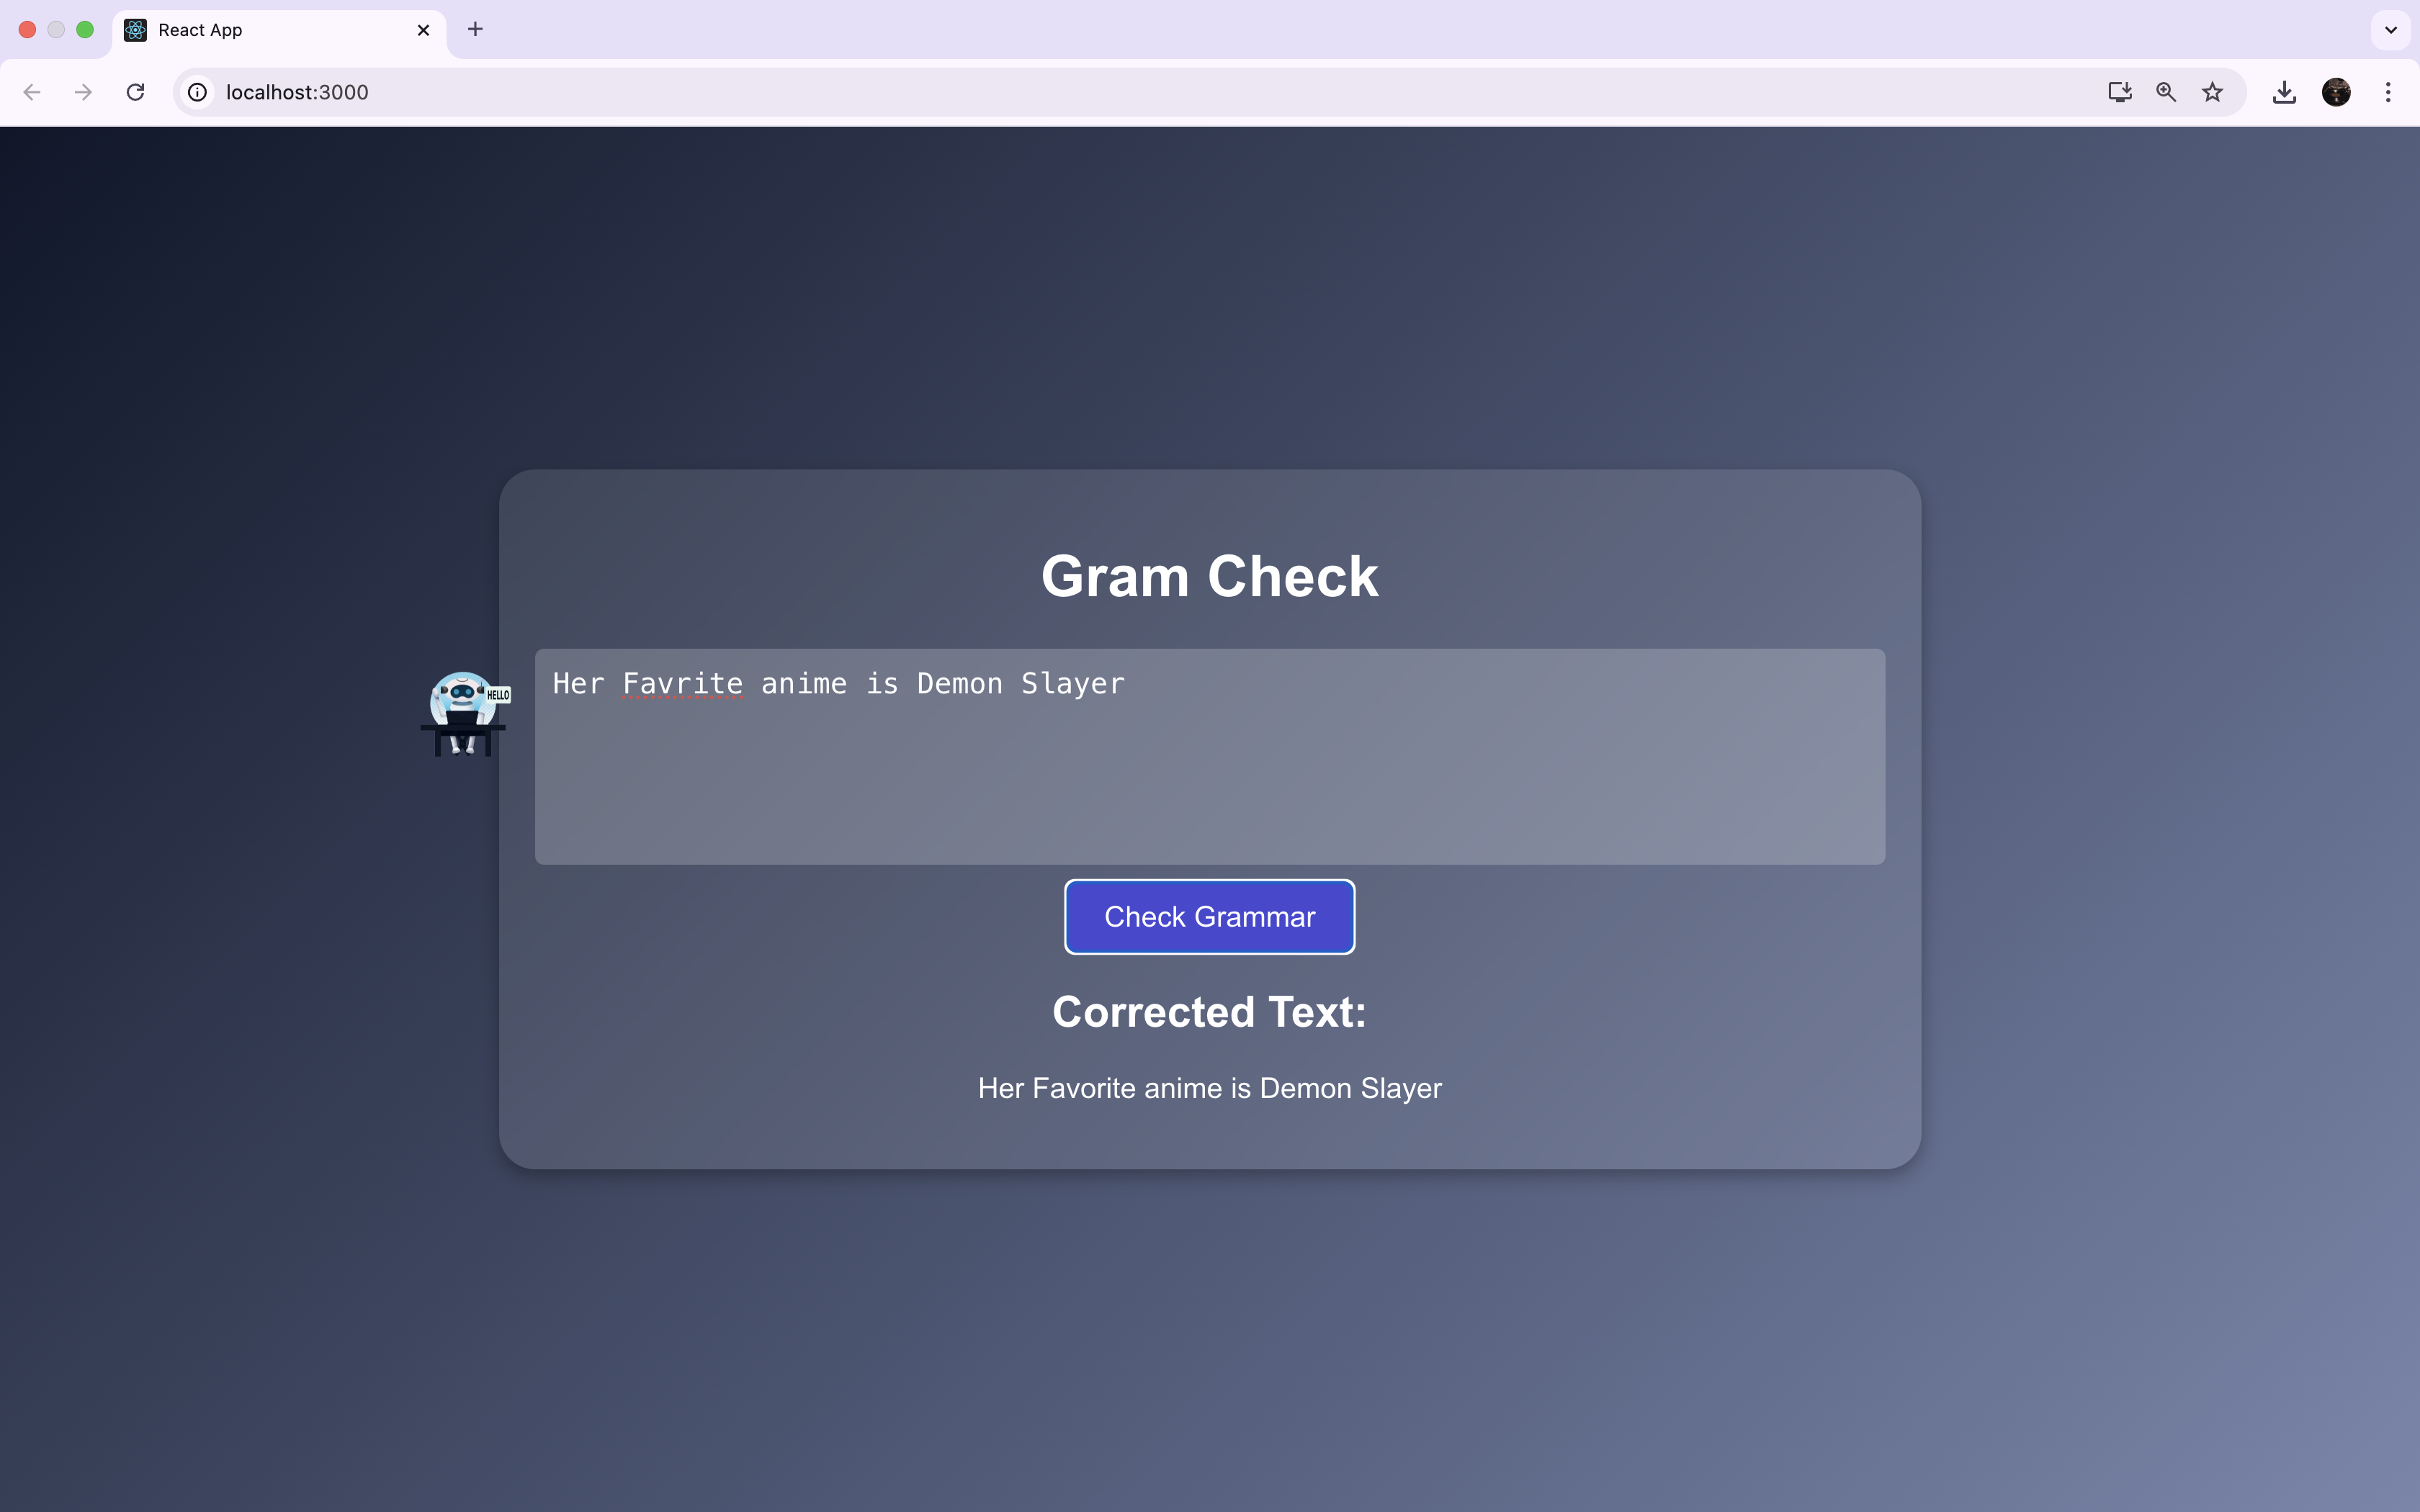 React App
localhost:3000
Gram Check
HELLO
Her Favrite anime is Demon Slayer
Check Grammar
Corrected Text:
Her Favorite anime is Demon Slayer